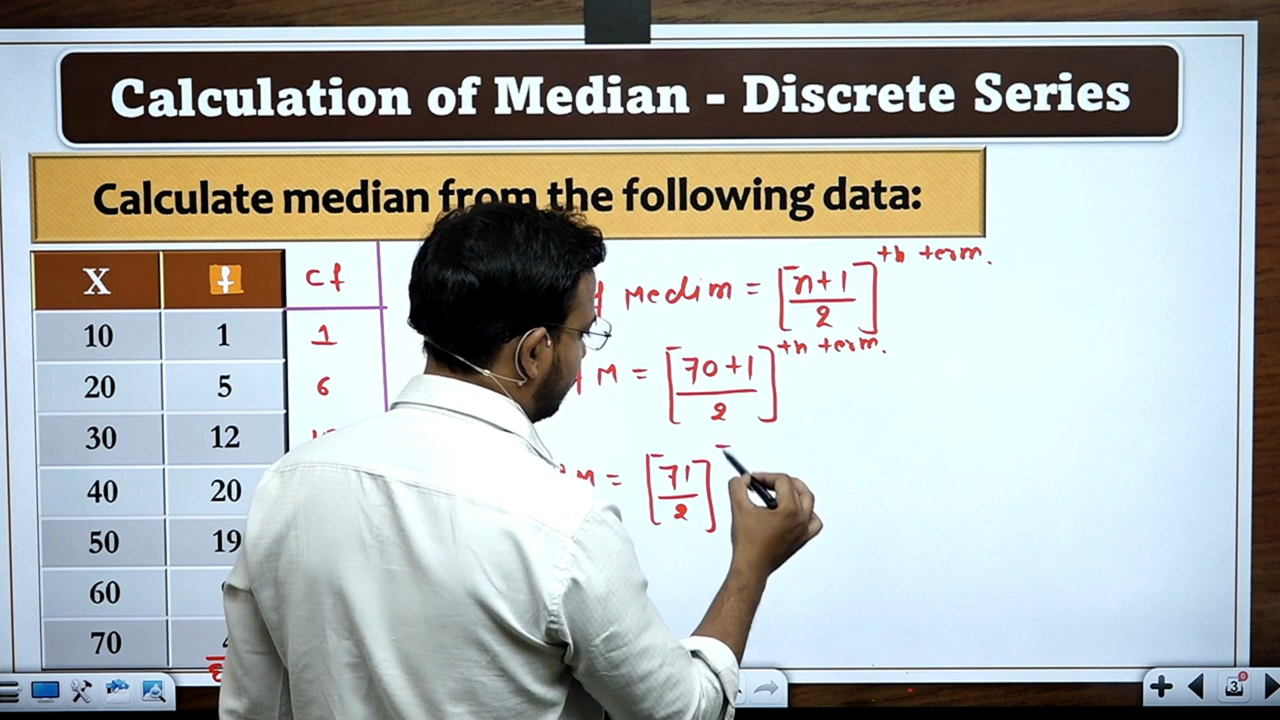 Calculation of Median - Discrete Series
Calculate median from the following data:
X f cf
10 1 1
20 5 6
30 12
40 20
50 19
60
70
Median = [n+1/2]th term.
M = [70+1/2]th term.
M = [71/2]
3